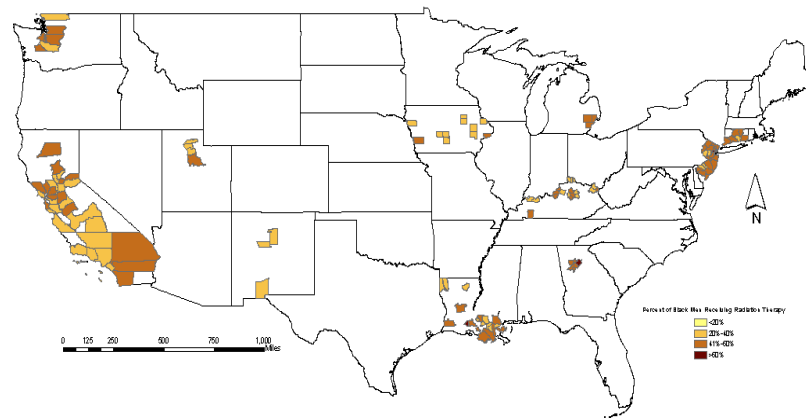 N
Percent of Black Men Receiving Radiation Therapy
<20%
20%-40%
41%-60%
>60%
0 125 250 500 750 1,000
Miles